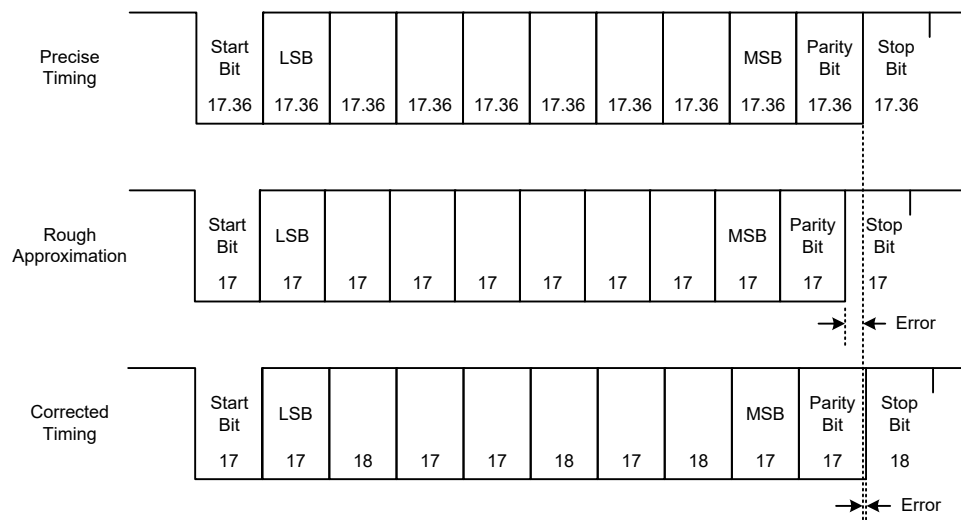 Precise
Timing
Start
Bit
LSB
MSB
Parity
Bit
Stop
Bit
17.36 17.36 17.36 17.36 17.36 17.36 17.36 17.36 17.36 17.36 17.36
Rough
Approximation
Start
Bit
LSB
MSB
Parity
Bit
Stop
Bit
17 17 17 17 17 17 17 17 17 17 17
Error
Corrected
Timing
Start
Bit
LSB
MSB
Parity
Bit
Stop
Bit
17 17 18 17 17 18 17 18 17 17 18
Error